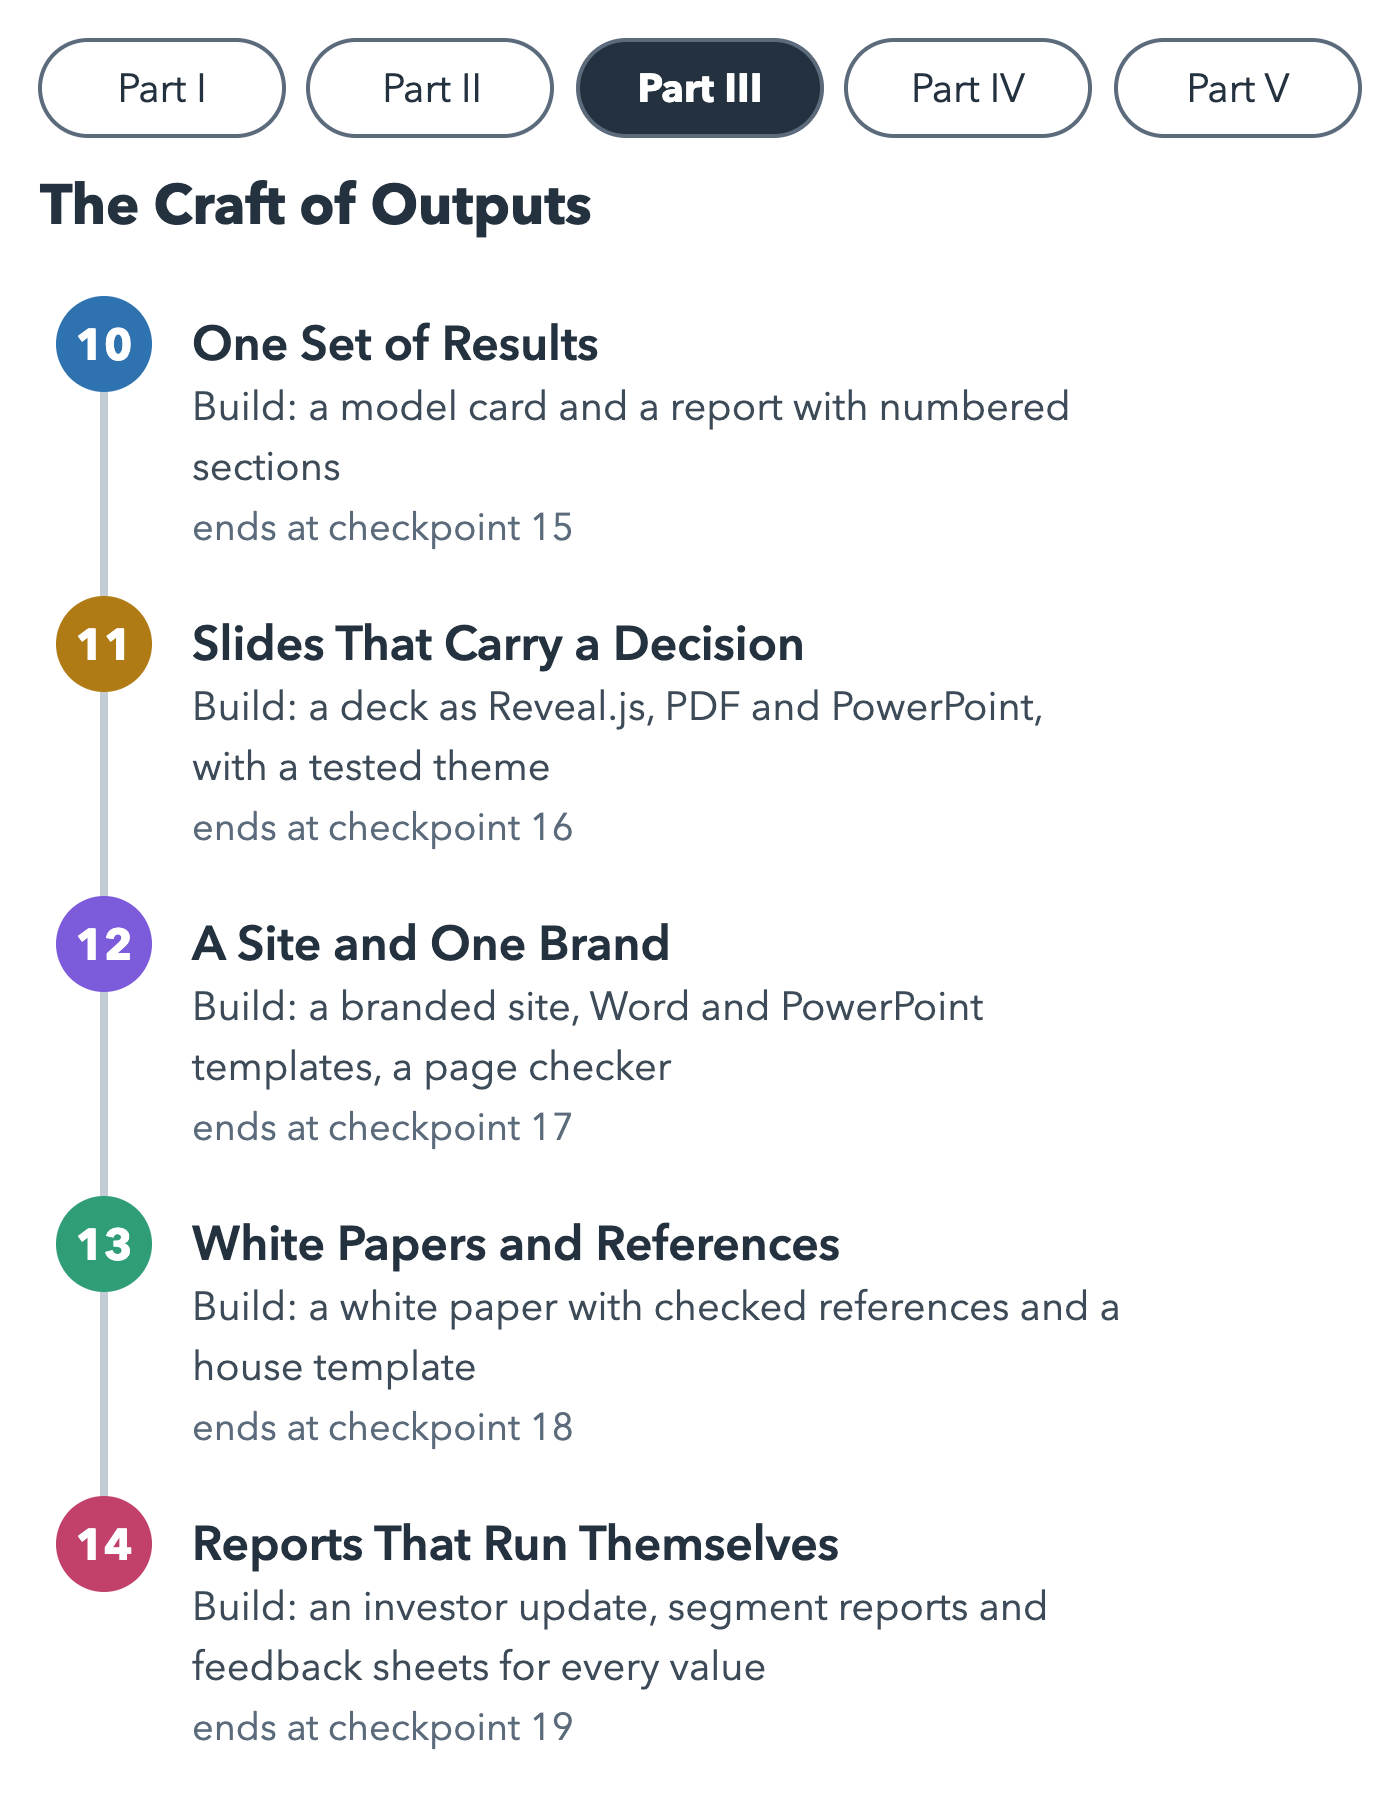 Part I
Part II
Part III
Part IV
Part V
The Craft of Outputs
10
One Set of Results
Build: a model card and a report with numbered
sections
ends at checkpoint 15
11
Slides That Carry a Decision
Build: a deck as Reveal.js, PDF and PowerPoint,
with a tested theme
ends at checkpoint 16
12
A Site and One Brand
Build: a branded site, Word and PowerPoint
templates, a page checker
ends at checkpoint 17
13
White Papers and References
Build: a white paper with checked references and a
house template
ends at checkpoint 18
14
Reports That Run Themselves
Build: an investor update, segment reports and
feedback sheets for every value
ends at checkpoint 19